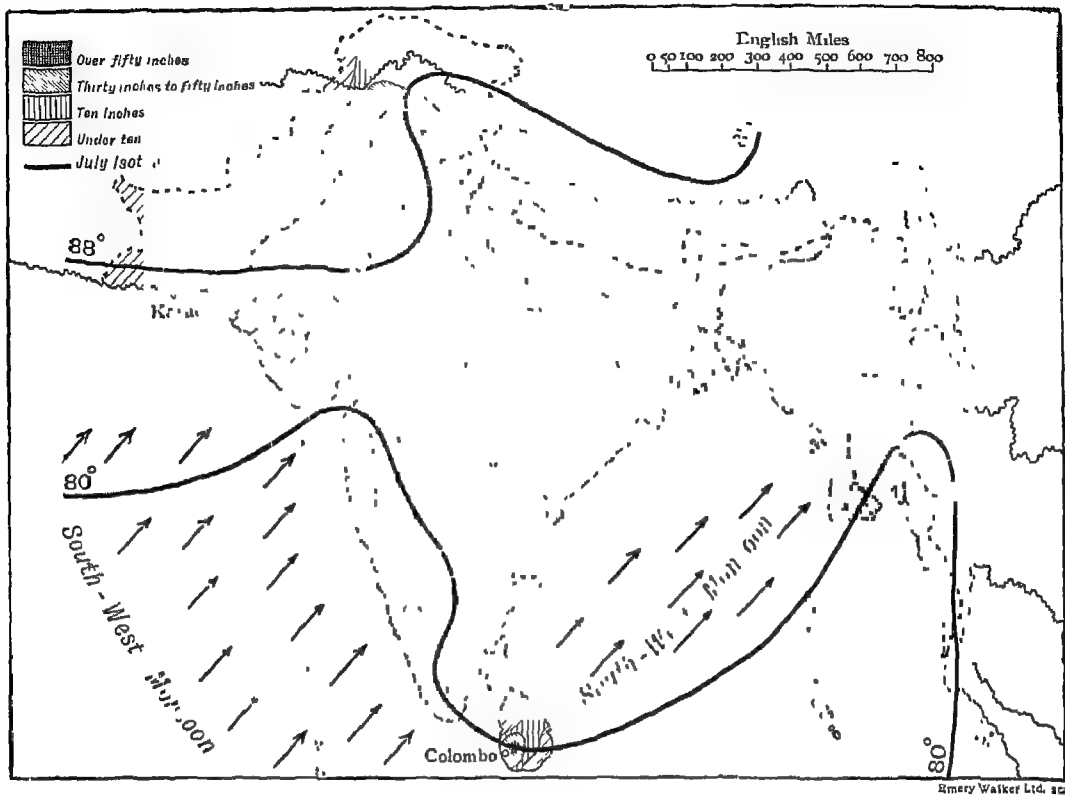 English Miles
0 50 100 200 300 400 500 600 700 800
Over fifty inches
Thirty inches to fifty inches
Ten Inches
Under ten
July
88°
80°
South-West
Colombo
80°
Emery Walker Ltd. sc.